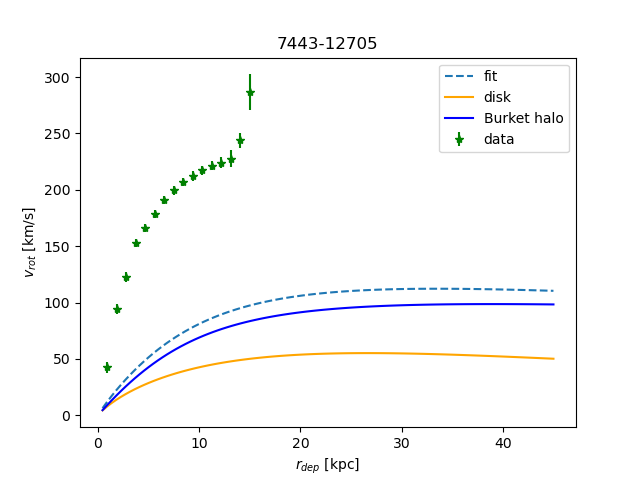 7443-12705
300
250
200
150
100
50
0
v_rot [km/s]
0 10 20 30 40
r_dep [kpc]
fit
disk
Burket halo
data